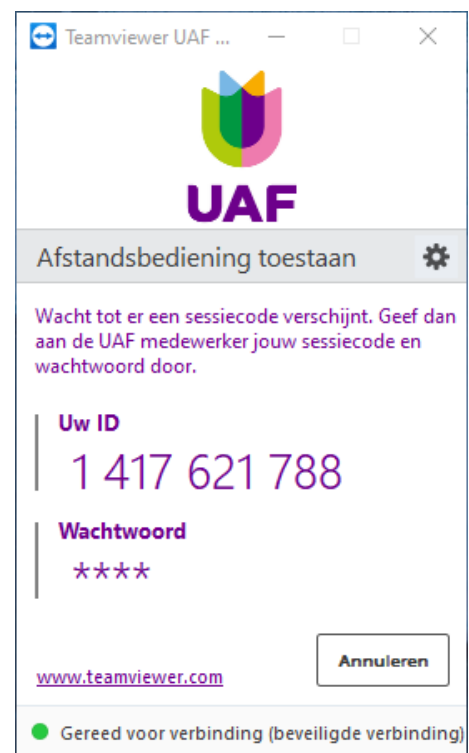 Teamviewer UAF ...
UAF
Afstandsbediening toestaan
Wacht tot er een sessiecode verschijnt. Geef dan
aan de UAF medewerker jouw sessiecode en
wachtwoord door.
Uw ID
1 417 621 788
Wachtwoord
****
Annuleren
www.teamviewer.com
Gereed voor verbinding (beveiligde verbinding)